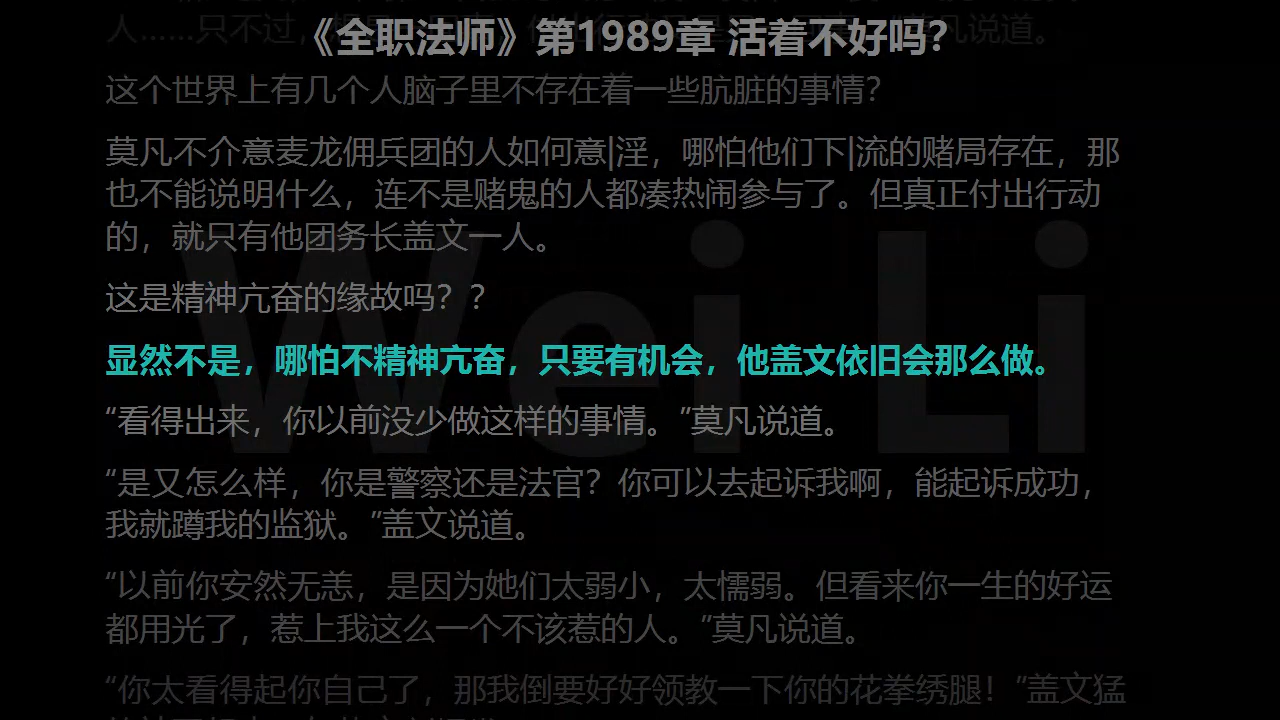 《全职法师》第1989章 活着不好吗？
人……只不过，
凡说道。
这个世界上有几个人脑子里不存在着一些肮脏的事情？
莫凡不介意麦龙佣兵团的人如何意|淫，哪怕他们下|流的赌局存在，那
也不能说明什么，连不是赌鬼的人都凑热闹参与了。但真正付出行动
的，就只有他团务长盖文一人。
这是精神亢奋的缘故吗？？
显然不是，哪怕不精神亢奋，只要有机会，他盖文依旧会那么做。
“看得出来，你以前没少做这样的事情。”莫凡说道。
“是又怎么样，你是警察还是法官？你可以去起诉我啊，能起诉成功，
我就蹲我的监狱。”盖文说道。
“以前你安然无恙，是因为她们太弱小，太懦弱。但看来你一生的好运
都用光了，惹上我这么一个不该惹的人。”莫凡说道。
“你太看得起你自己了，那我倒要好好领教一下你的花拳绣腿！“盖文猛
Wei Li